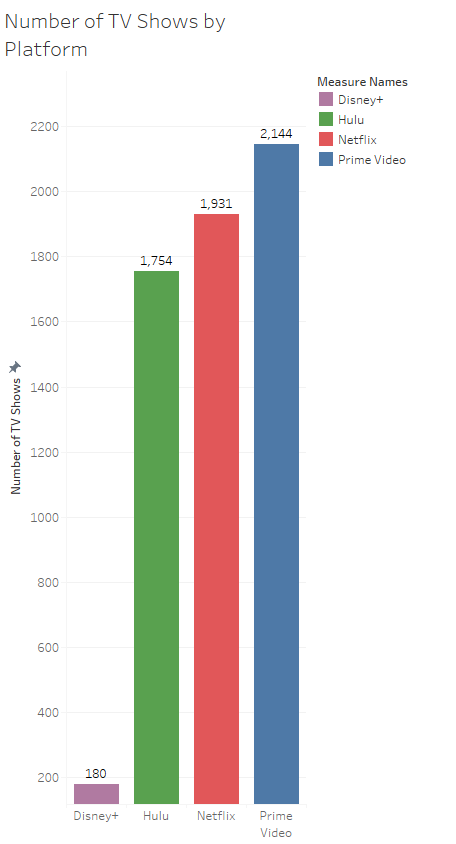 Number of TV Shows by
Platform
Measure Names
Disney+
Hulu
Netflix
Prime Video
Number of TV Shows
2200
2000
1800
1600
1400
1200
1000
800
600
400
200
180
1,754
1,931
2,144
Disney+
Hulu
Netflix
Prime
Video